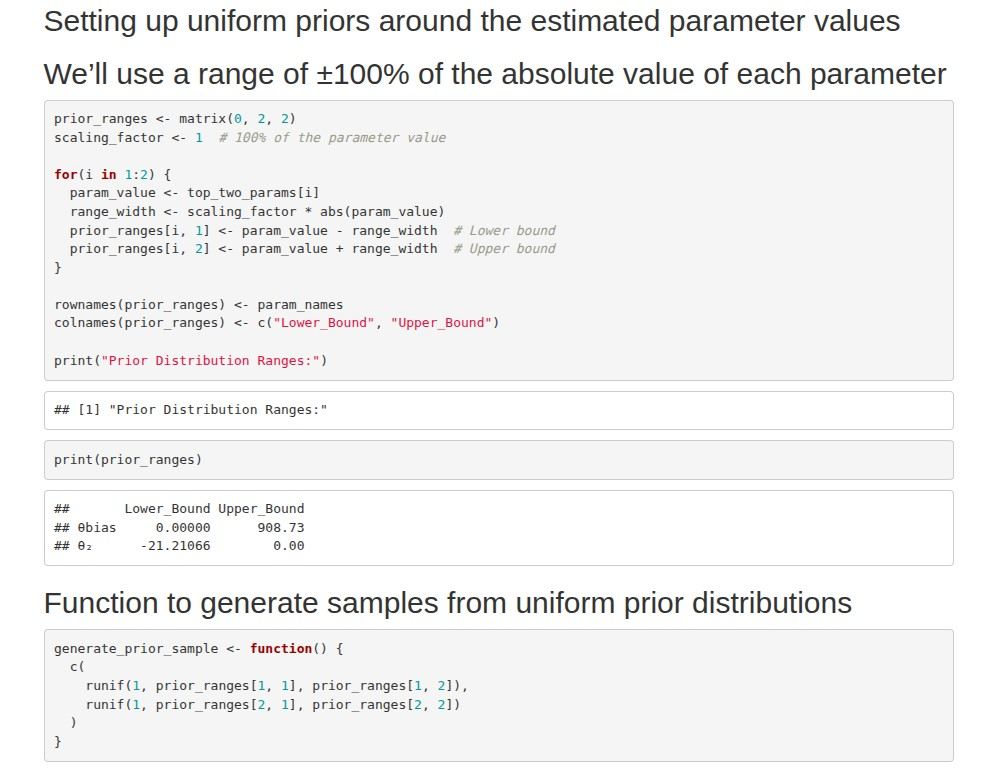 Setting up uniform priors around the estimated parameter values
We’ll use a range of ±100% of the absolute value of each parameter
prior_ranges <- matrix(0, 2, 2)
scaling_factor <- 1  # 100% of the parameter value
for(i in 1:2) {
  param_value <- top_two_params[i]
  range_width <- scaling_factor * abs(param_value)
  prior_ranges[i, 1] <- param_value - range_width  # Lower bound
  prior_ranges[i, 2] <- param_value + range_width  # Upper bound
}
rownames(prior_ranges) <- param_names
colnames(prior_ranges) <- c("Lower_Bound", "Upper_Bound")
print("Prior Distribution Ranges:")
## [1] "Prior Distribution Ranges:"
print(prior_ranges)
##       Lower_Bound Upper_Bound
## θbias     0.00000      908.73
## θ₂      -21.21066        0.00
Function to generate samples from uniform prior distributions
generate_prior_sample <- function() {
  c(
    runif(1, prior_ranges[1, 1], prior_ranges[1, 2]),
    runif(1, prior_ranges[2, 1], prior_ranges[2, 2])
  )
}